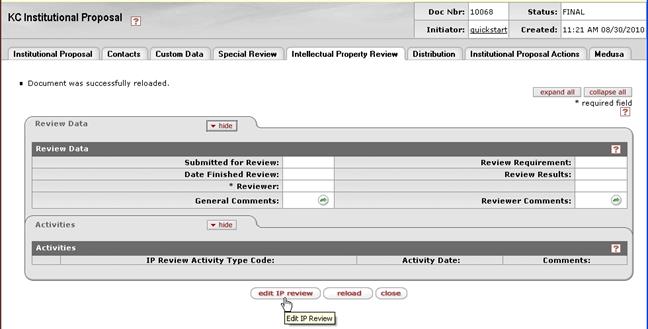 KC Institutional Proposal ?
Doc Nbr: 10068 Status: FINAL
Initiator: quickstart Created: 11:21 AM 08/30/2010
Institutional Proposal Contacts Custom Data Special Review Intellectual Property Review Distribution Institutional Proposal Actions Medusa
Document was successfully reloaded.
expand all collapse all
* required field
?
Review Data hide
Review Data ?
Submitted for Review: Review Requirement:
Date Finished Review: Review Results:
* Reviewer:
General Comments: Reviewer Comments:
Activities hide
Activities ?
IP Review Activity Type Code: Activity Date: Comments:
edit IP review reload close
Edit IP Review